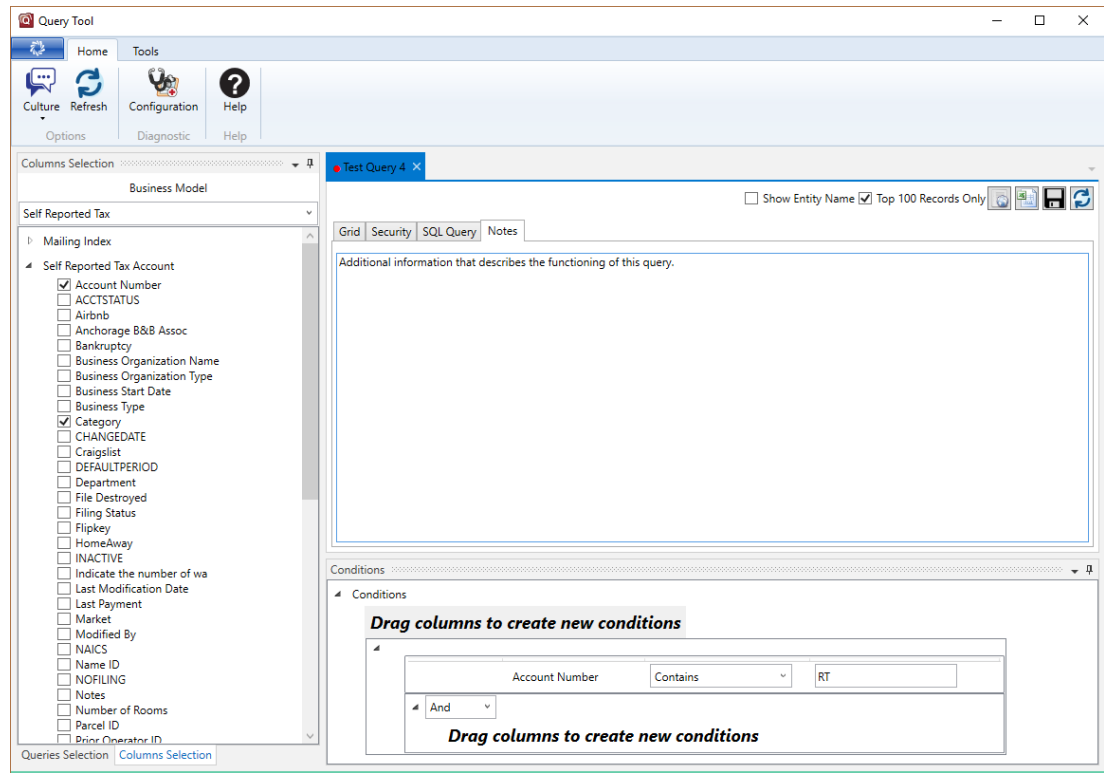 Query Tool
Home Tools
Culture Refresh Configuration Help
Options Diagnostic Help
Columns Selection
Business Model
Self Reported Tax
Mailing Index
Self Reported Tax Account
Account Number
ACCTSTATUS
Airbnb
Anchorage B&B Assoc
Bankruptcy
Business Organization Name
Business Organization Type
Business Start Date
Business Type
Category
CHANGEDATE
Craigslist
DEFAULTPERIOD
Department
File Destroyed
Filing Status
Flipkey
HomeAway
INACTIVE
Indicate the number of wa
Last Modification Date
Last Payment
Market
Modified By
NAICS
Name ID
NOFILING
Notes
Number of Rooms
Parcel ID
Prior Operator ID
Queries Selection Columns Selection
Test Query 4
Show Entity Name Top 100 Records Only
Grid Security SQL Query Notes
Additional information that describes the functioning of this query.
Conditions
Conditions
Drag columns to create new conditions
Account Number Contains RT
And
Drag columns to create new conditions